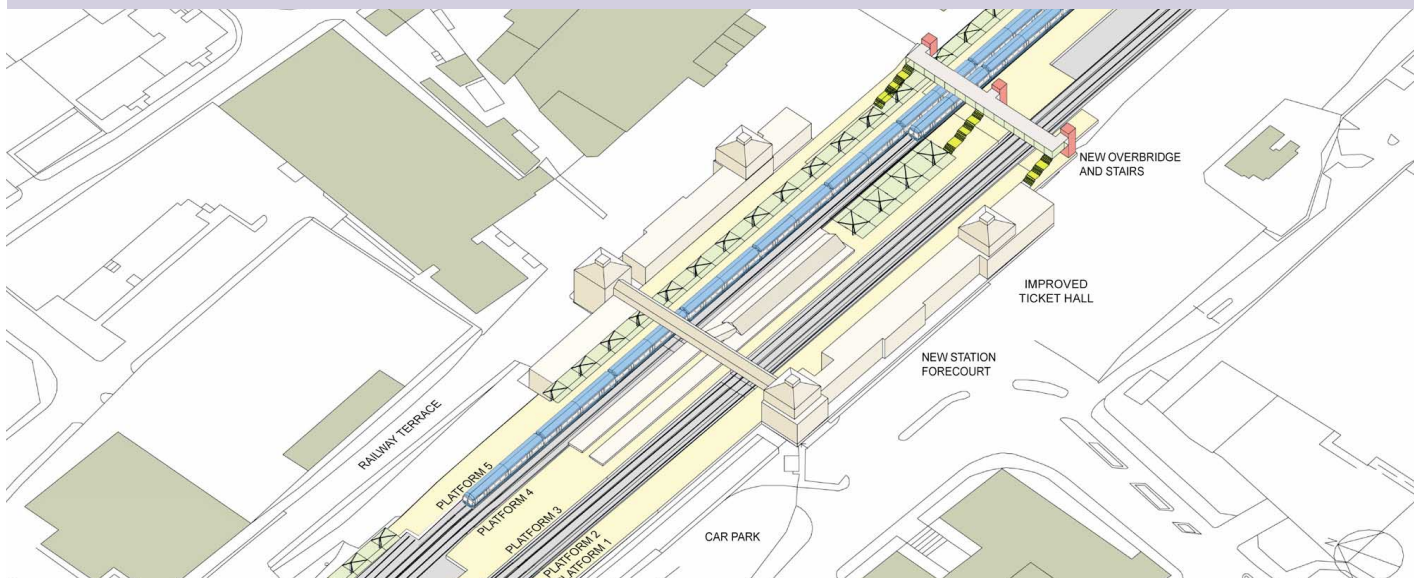 NEW OVERBRIDGE
AND STAIRS
IMPROVED
TICKET HALL
NEW STATION
FORECOURT
RAILWAY TERRACE
PLATFORM 5
PLATFORM 4
PLATFORM 3
PLATFORM 2
PLATFORM 1
CAR PARK
N